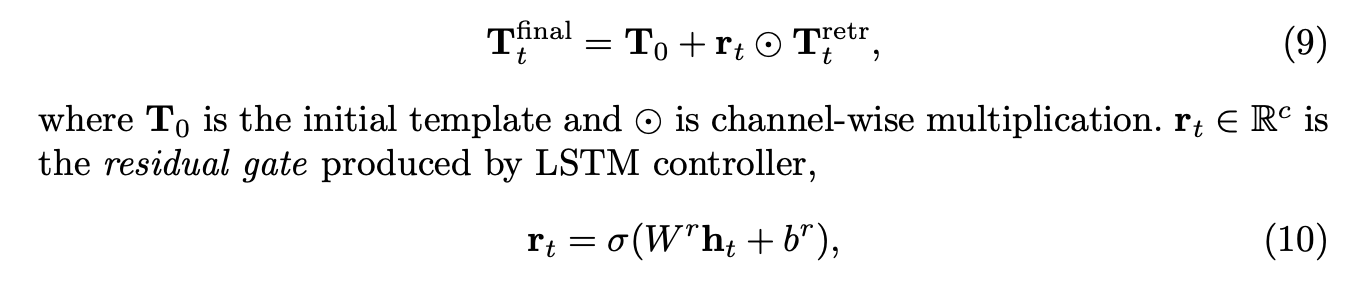 T_t^final = T_0 + r_t ⊙ T_t^retr, (9)
where T_0 is the initial template and ⊙ is channel-wise multiplication. r_t ∈ ℝ^c is
the residual gate produced by LSTM controller,
r_t = σ(W^r h_t + b^r), (10)